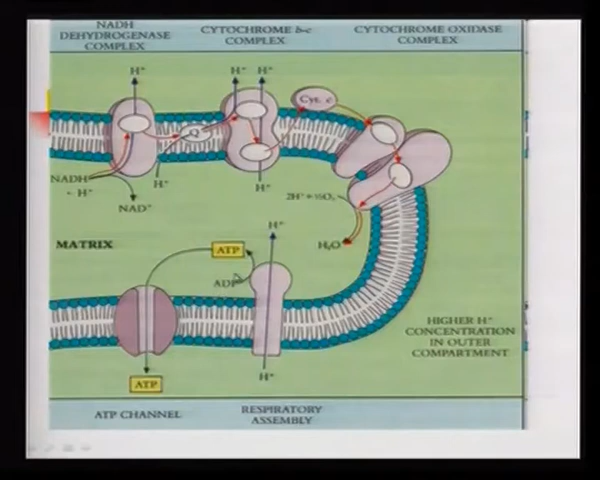 NADH
DEHYDROGENASE
COMPLEX
CYTOCHROME b-c
COMPLEX
CYTOCHROME OXIDASE
COMPLEX
H⁺
H⁺ H⁺
Cyt. c
Q
NADH
+ H⁺
NAD⁺
H⁺
H⁺
2H⁺ + ½O₂
H₂O
MATRIX
ATP
ADP
H⁺
HIGHER H⁺
CONCENTRATION
IN OUTER
COMPARTMENT
ATP
H⁺
ATP CHANNEL
RESPIRATORY
ASSEMBLY